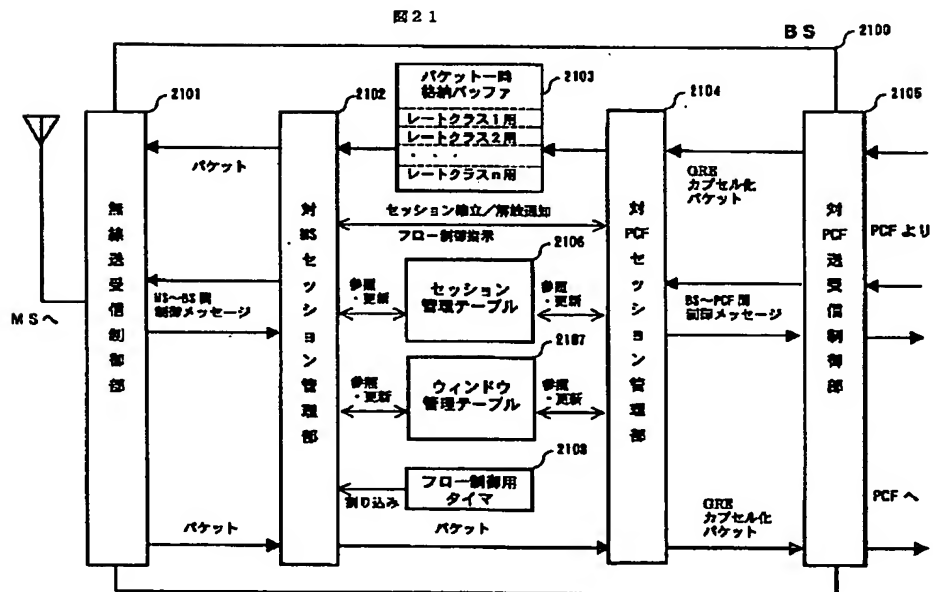 図21
BS
2100
2101
2102
2103
2104
2105
パケット一時
格納バッファ
レートクラス1用
レートクラス2用
・・・
レートクラスn用
パケット
GRE
カプセル化
パケット
セッション確立/解放通知
フロー制御指示
無線送受信制御部
対MSセッション管理部
対PCFセッション管理部
対PCF送受信制御部
PCFより
MSへ
MS~BS間
制御メッセージ
参照
・更新
2106
セッション
管理テーブル
参照
・更新
BS~PCF間
制御メッセージ
参照
・更新
2107
ウィンドウ
管理テーブル
参照
・更新
2108
フロー制御用
タイマ
割り込み
パケット
パケット
GRE
カプセル化
パケット
PCFへ